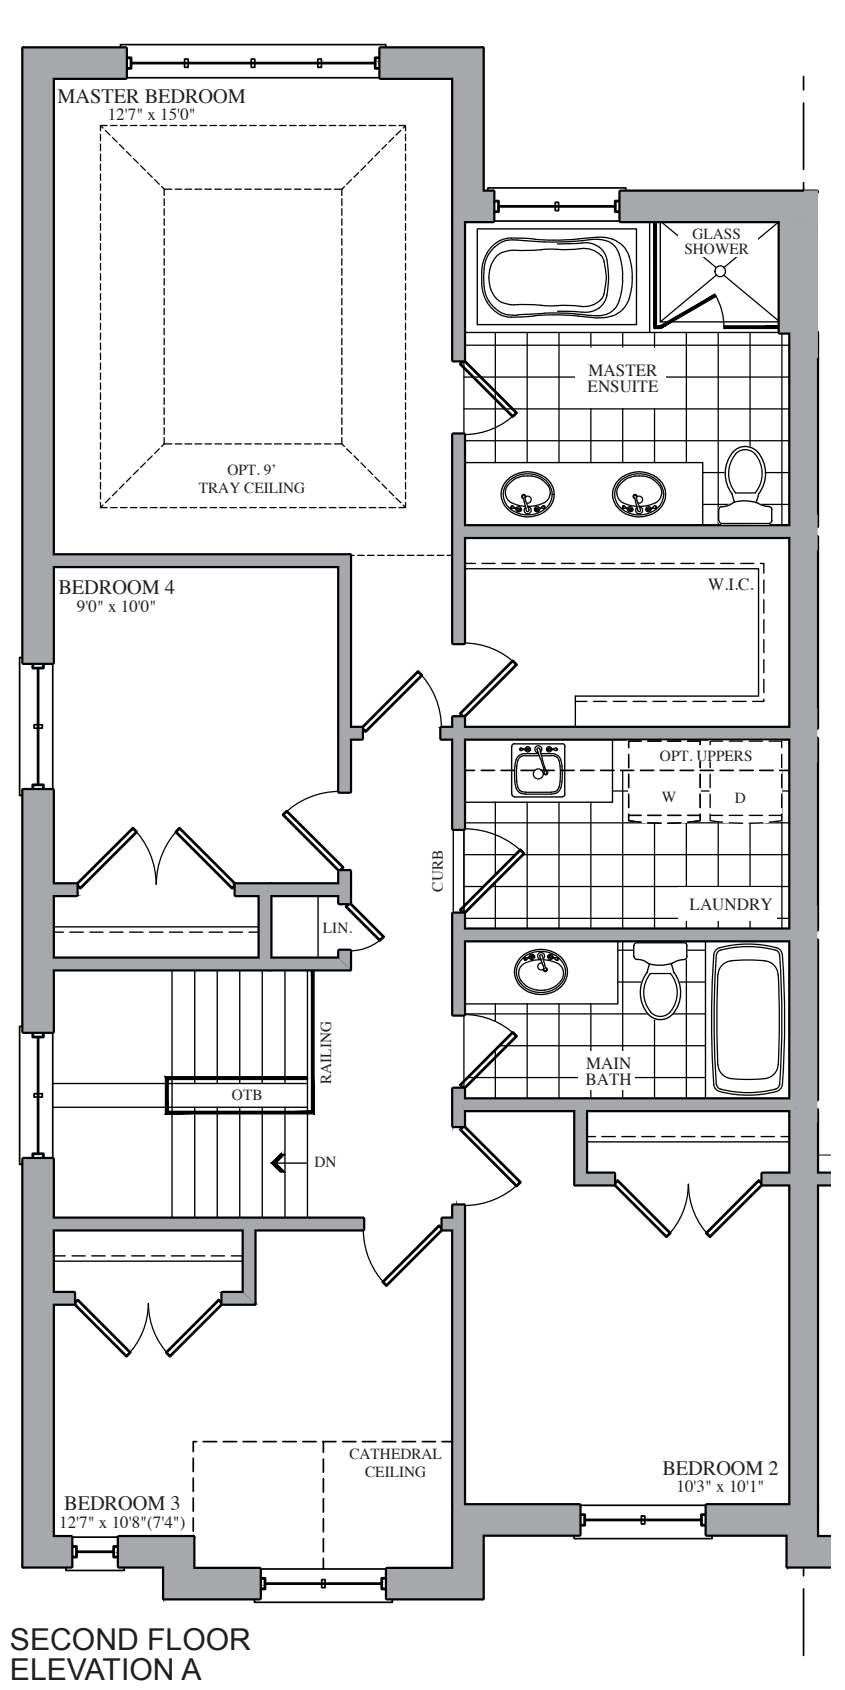 MASTER BEDROOM
12'7" x 15'0"
GLASS
SHOWER
MASTER
ENSUITE
OPT. 9’
TRAY CEILING
BEDROOM 4
9'0" x 10'0"
W.I.C.
OPT. UPPERS
W
D
CURB
LAUNDRY
LIN.
RAILING
OTB
MAIN
BATH
DN
CATHEDRAL
CEILING
BEDROOM 2
10'3" x 10'1"
BEDROOM 3
12'7" x 10'8"(7'4")
SECOND FLOOR
ELEVATION A